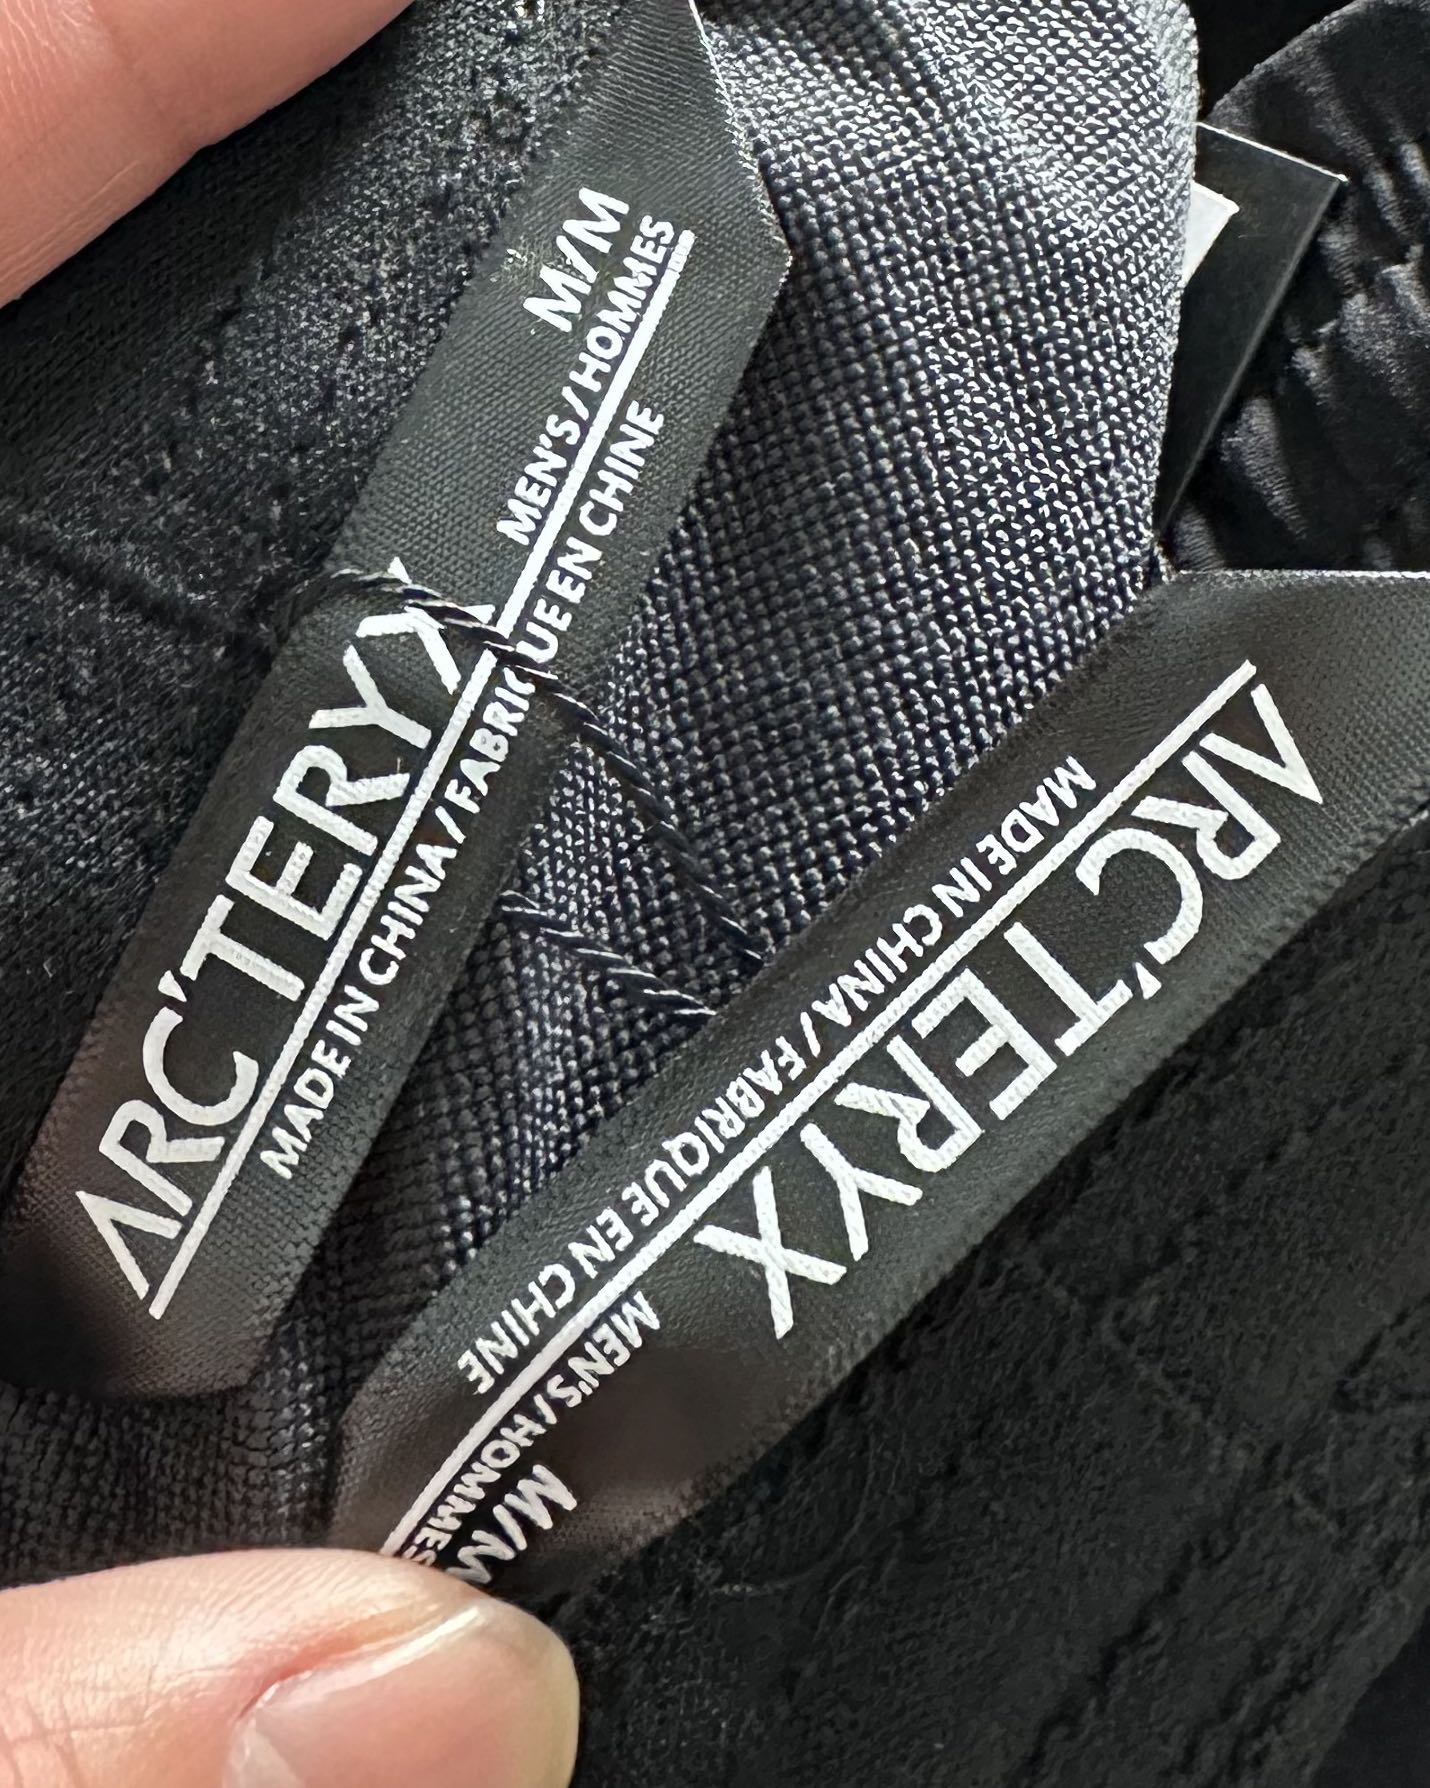 M/M
MEN'S/HOMMES
ARC'TERYX
MADE IN CHINA/FABRIQUE EN CHINE
ARC'TERYX
MADE IN CHINA/FABRIQUE EN CHINE
MEN'S/HOMMES
M/M